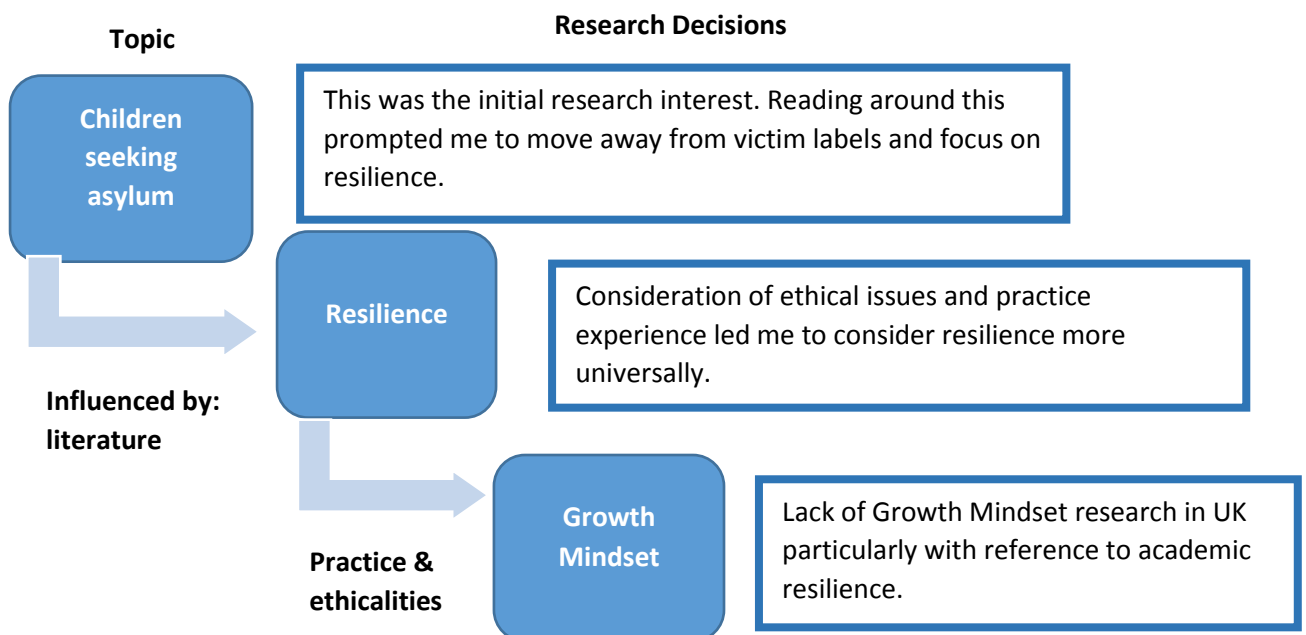 Topic
Research Decisions
Children
seeking
asylum
This was the initial research interest. Reading around this
prompted me to move away from victim labels and focus on
resilience.
Resilience
Consideration of ethical issues and practice
experience led me to consider resilience more
universally.
Influenced by:
literature
Growth
Mindset
Lack of Growth Mindset research in UK
particularly with reference to academic
resilience.
Practice &
ethicalities